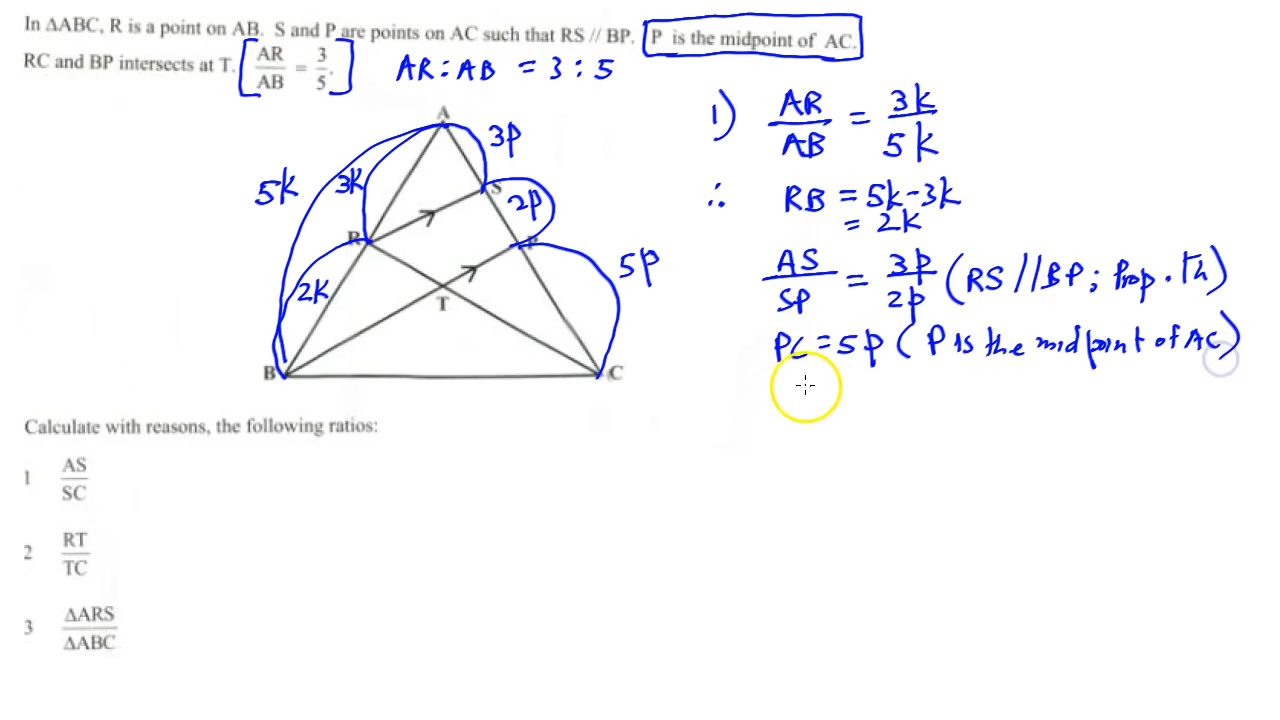 In ΔABC, R is a point on AB. S and P are points on AC such that RS // BP. P is the midpoint of AC.
RC and BP intersects at T. AR/AB = 3/5. AR : AB = 3 : 5
A
3p
5k
3k
S
2p
R
P
5p
2k
T
B
C
1) AR/AB = 3k/5k
∴ RB = 5k-3k
= 2k
AS/SP = 3p/2p (RS // BP; Prop. th)
PC = 5p (P is the midpoint of AC)
Calculate with reasons, the following ratios:
1 AS/SC
2 RT/TC
3 ΔARS/ΔABC